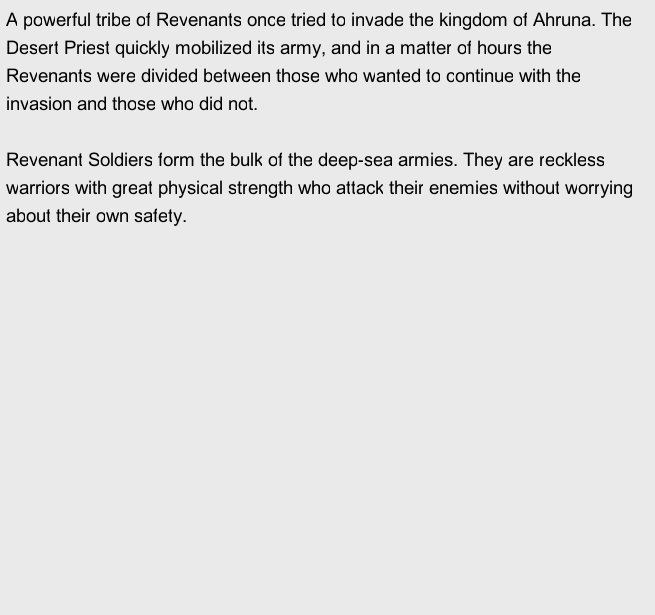 A powerful tribe of Revenants once tried to invade the kingdom of Ahruna. The
Desert Priest quickly mobilized its army, and in a matter of hours the
Revenants were divided between those who wanted to continue with the
invasion and those who did not.
Revenant Soldiers form the bulk of the deep-sea armies. They are reckless
warriors with great physical strength who attack their enemies without worrying
about their own safety.